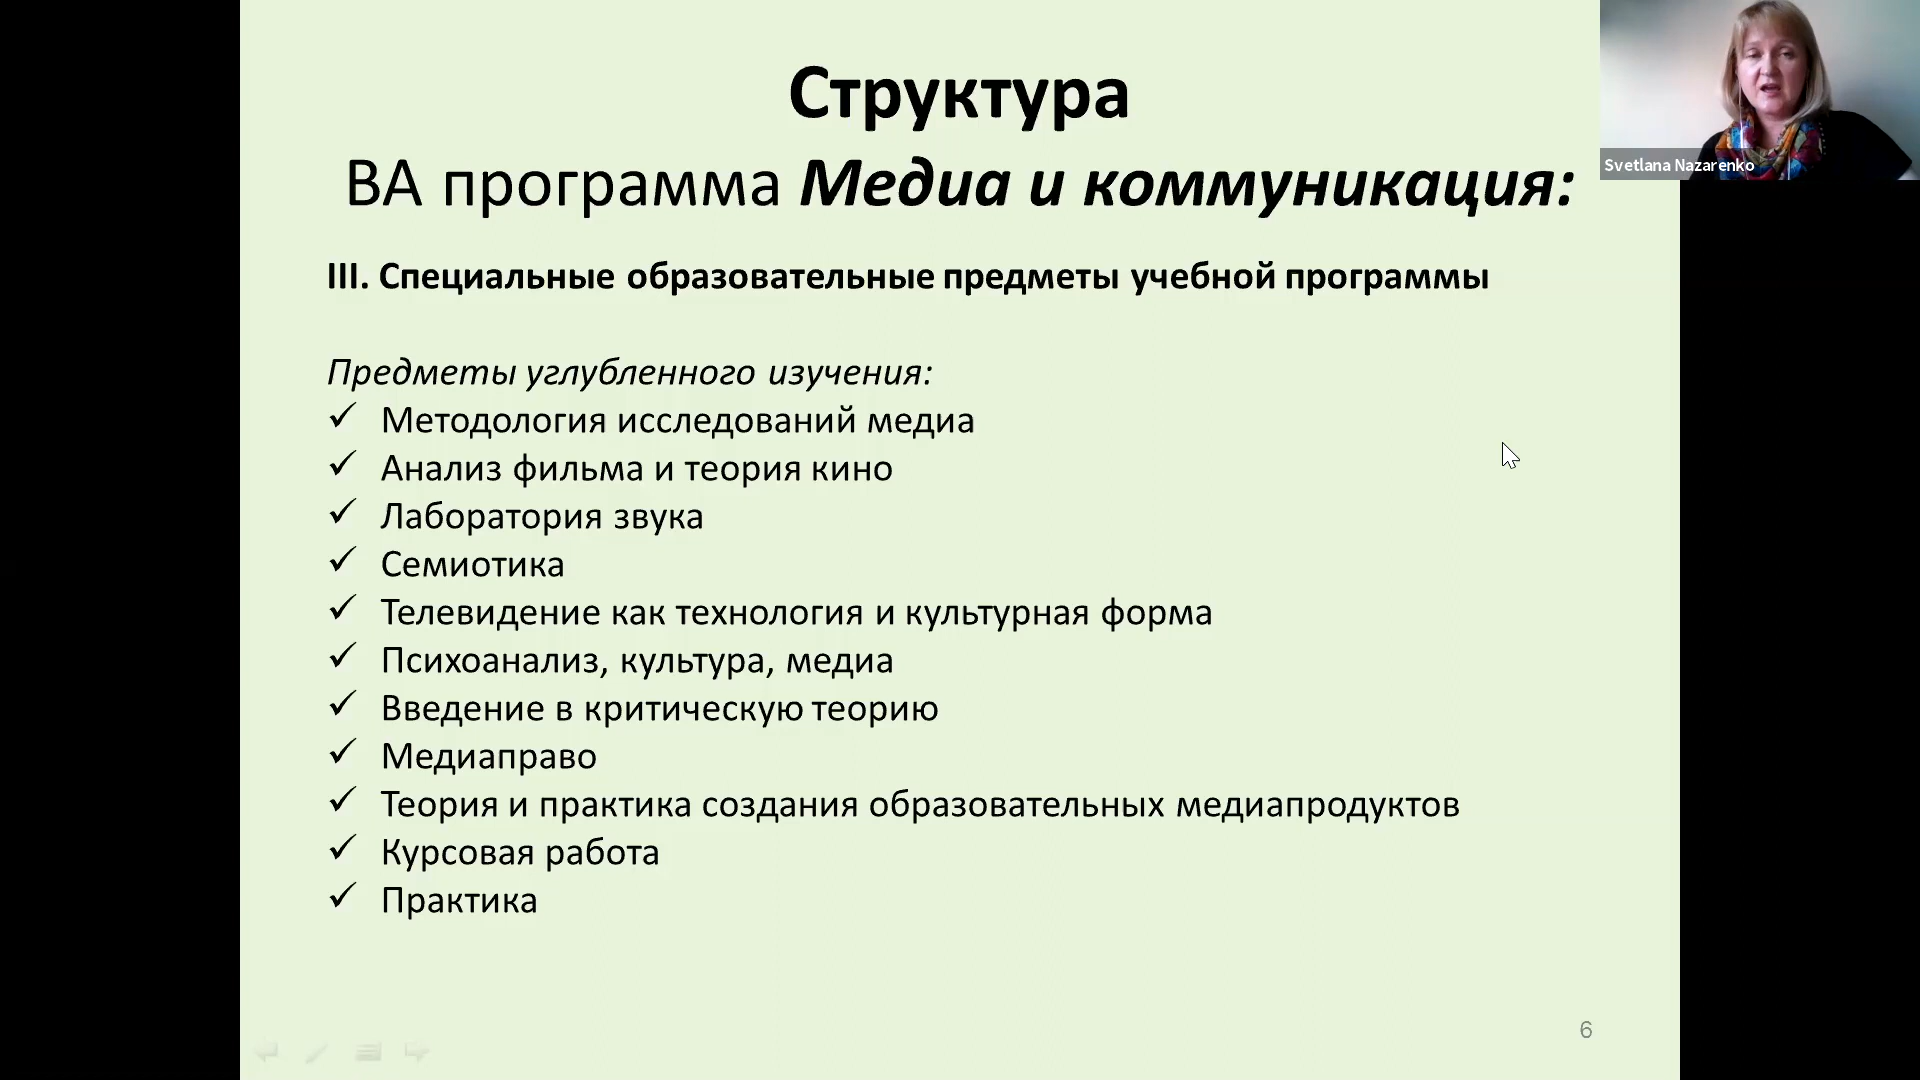 Структура
ВА программа Медиа и коммуникация:
Svetlana Nazarenko
III. Специальные образовательные предметы учебной программы
Предметы углубленного изучения:
✓ Методология исследований медиа
✓ Анализ фильма и теория кино
✓ Лаборатория звука
✓ Семиотика
✓ Телевидение как технология и культурная форма
✓ Психоанализ, культура, медиа
✓ Введение в критическую теорию
✓ Медиаправо
✓ Теория и практика создания образовательных медиапродуктов
✓ Курсовая работа
✓ Практика
6